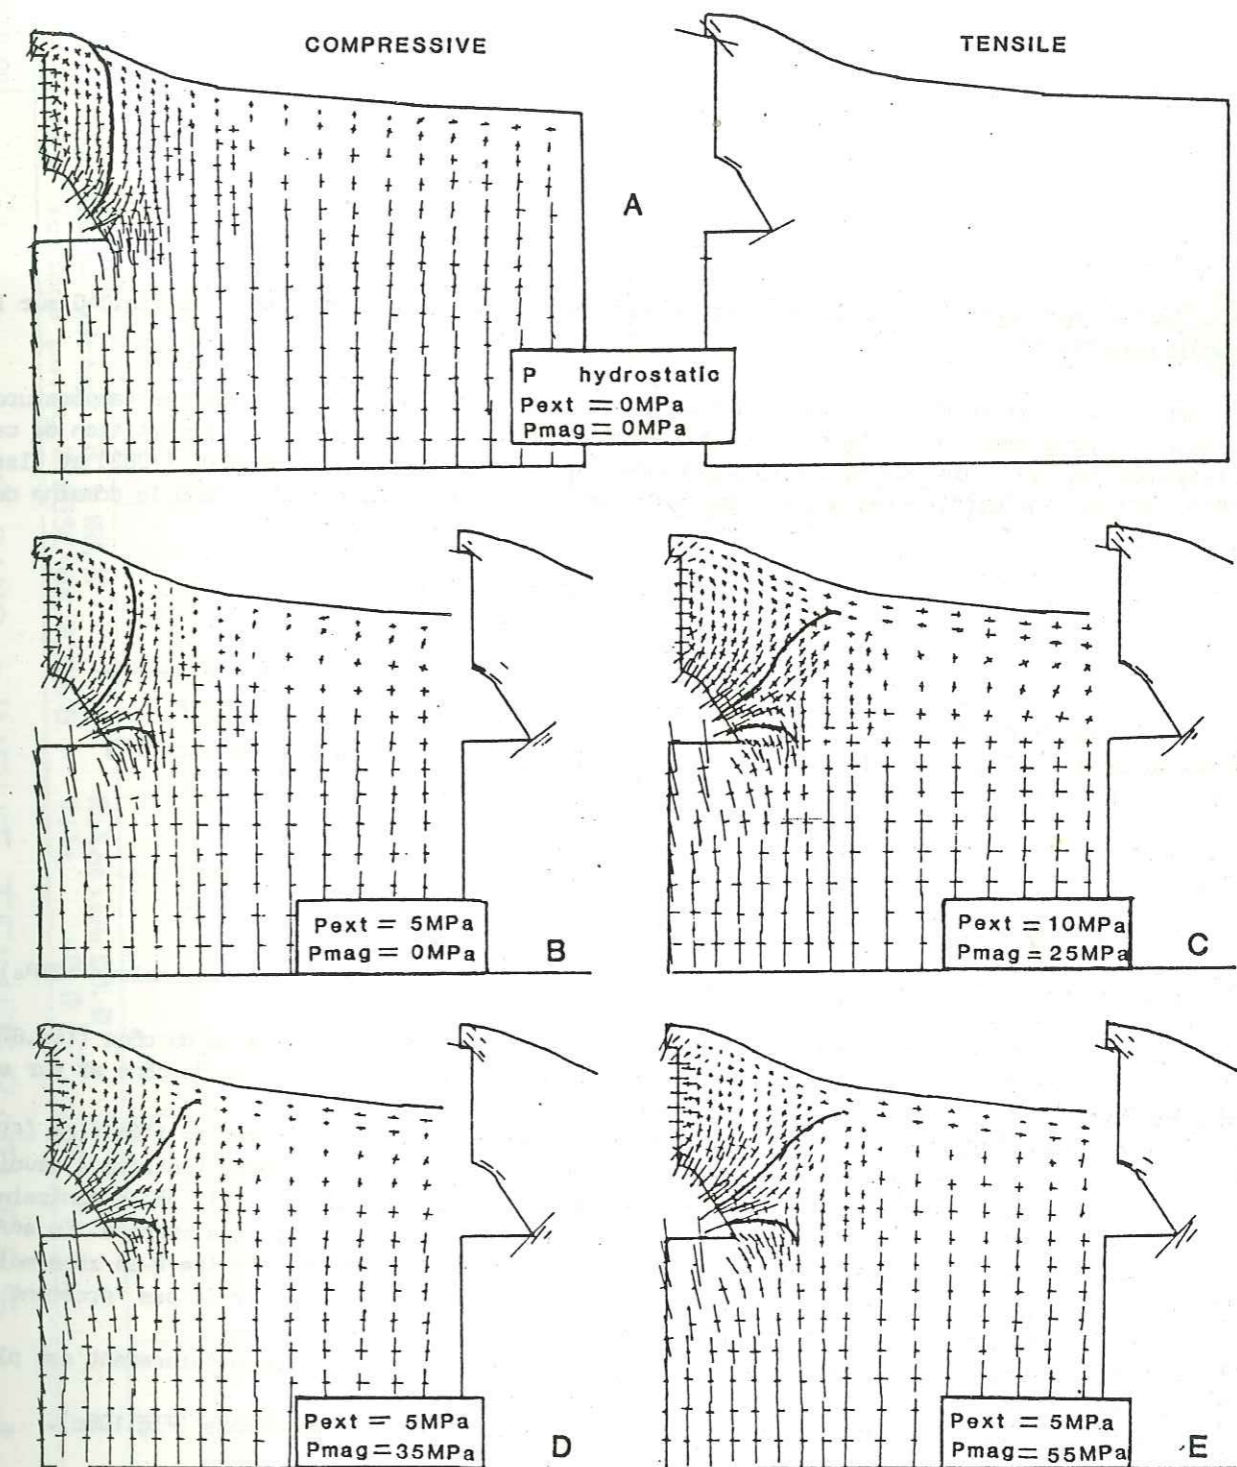 COMPRESSIVE
TENSILE
A
P hydrostatic
Pext = 0MPa
Pmag = 0MPa
Pext = 5MPa
Pmag = 0MPa
B
Pext = 10MPa
Pmag = 25MPa
C
Pext = 5MPa
Pmag = 35MPa
D
Pext = 5MPa
Pmag = 55MPa
E